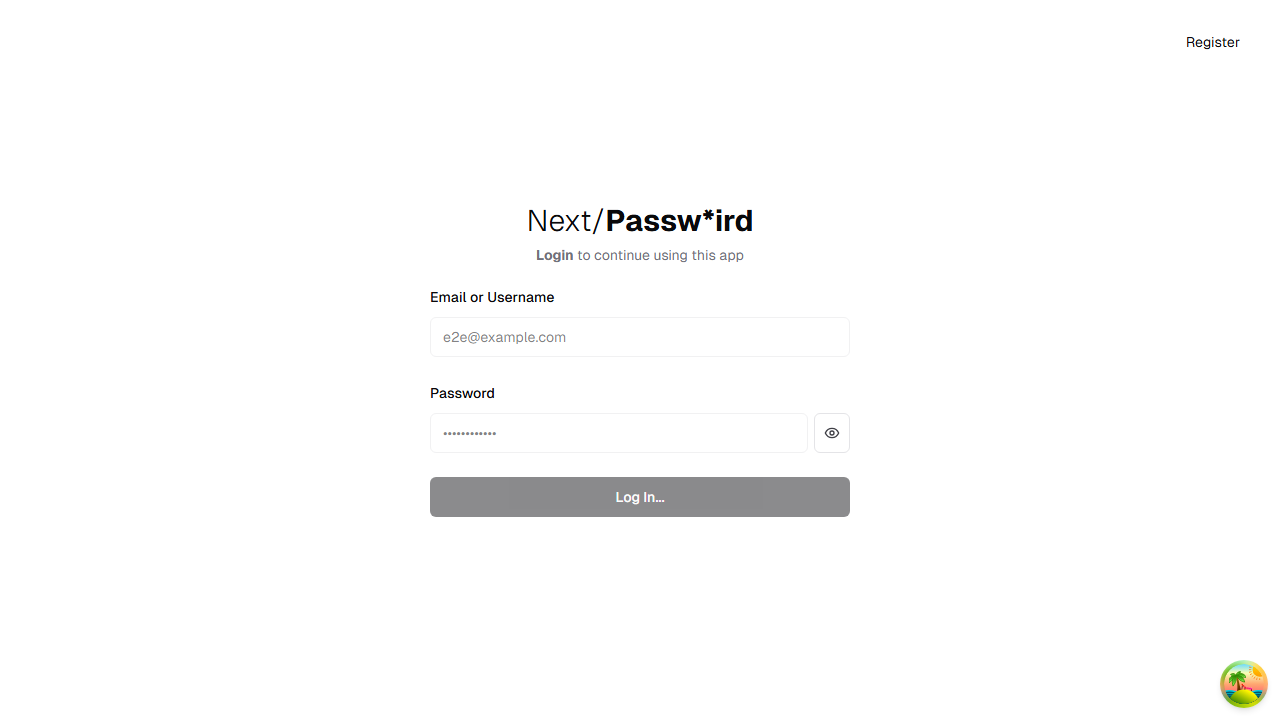 Register
Next/Passw*ird
Login to continue using this app
Email or Username
e2e@example.com
Password
••••••••••••
Log In...